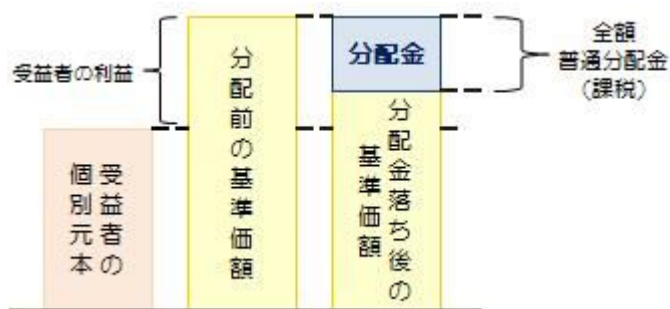 受益者の利益
受益者の
個別元本
分配前の基準価額
分配金
分配金落ち後の
基準価額
全額
普通分配金
(課税)